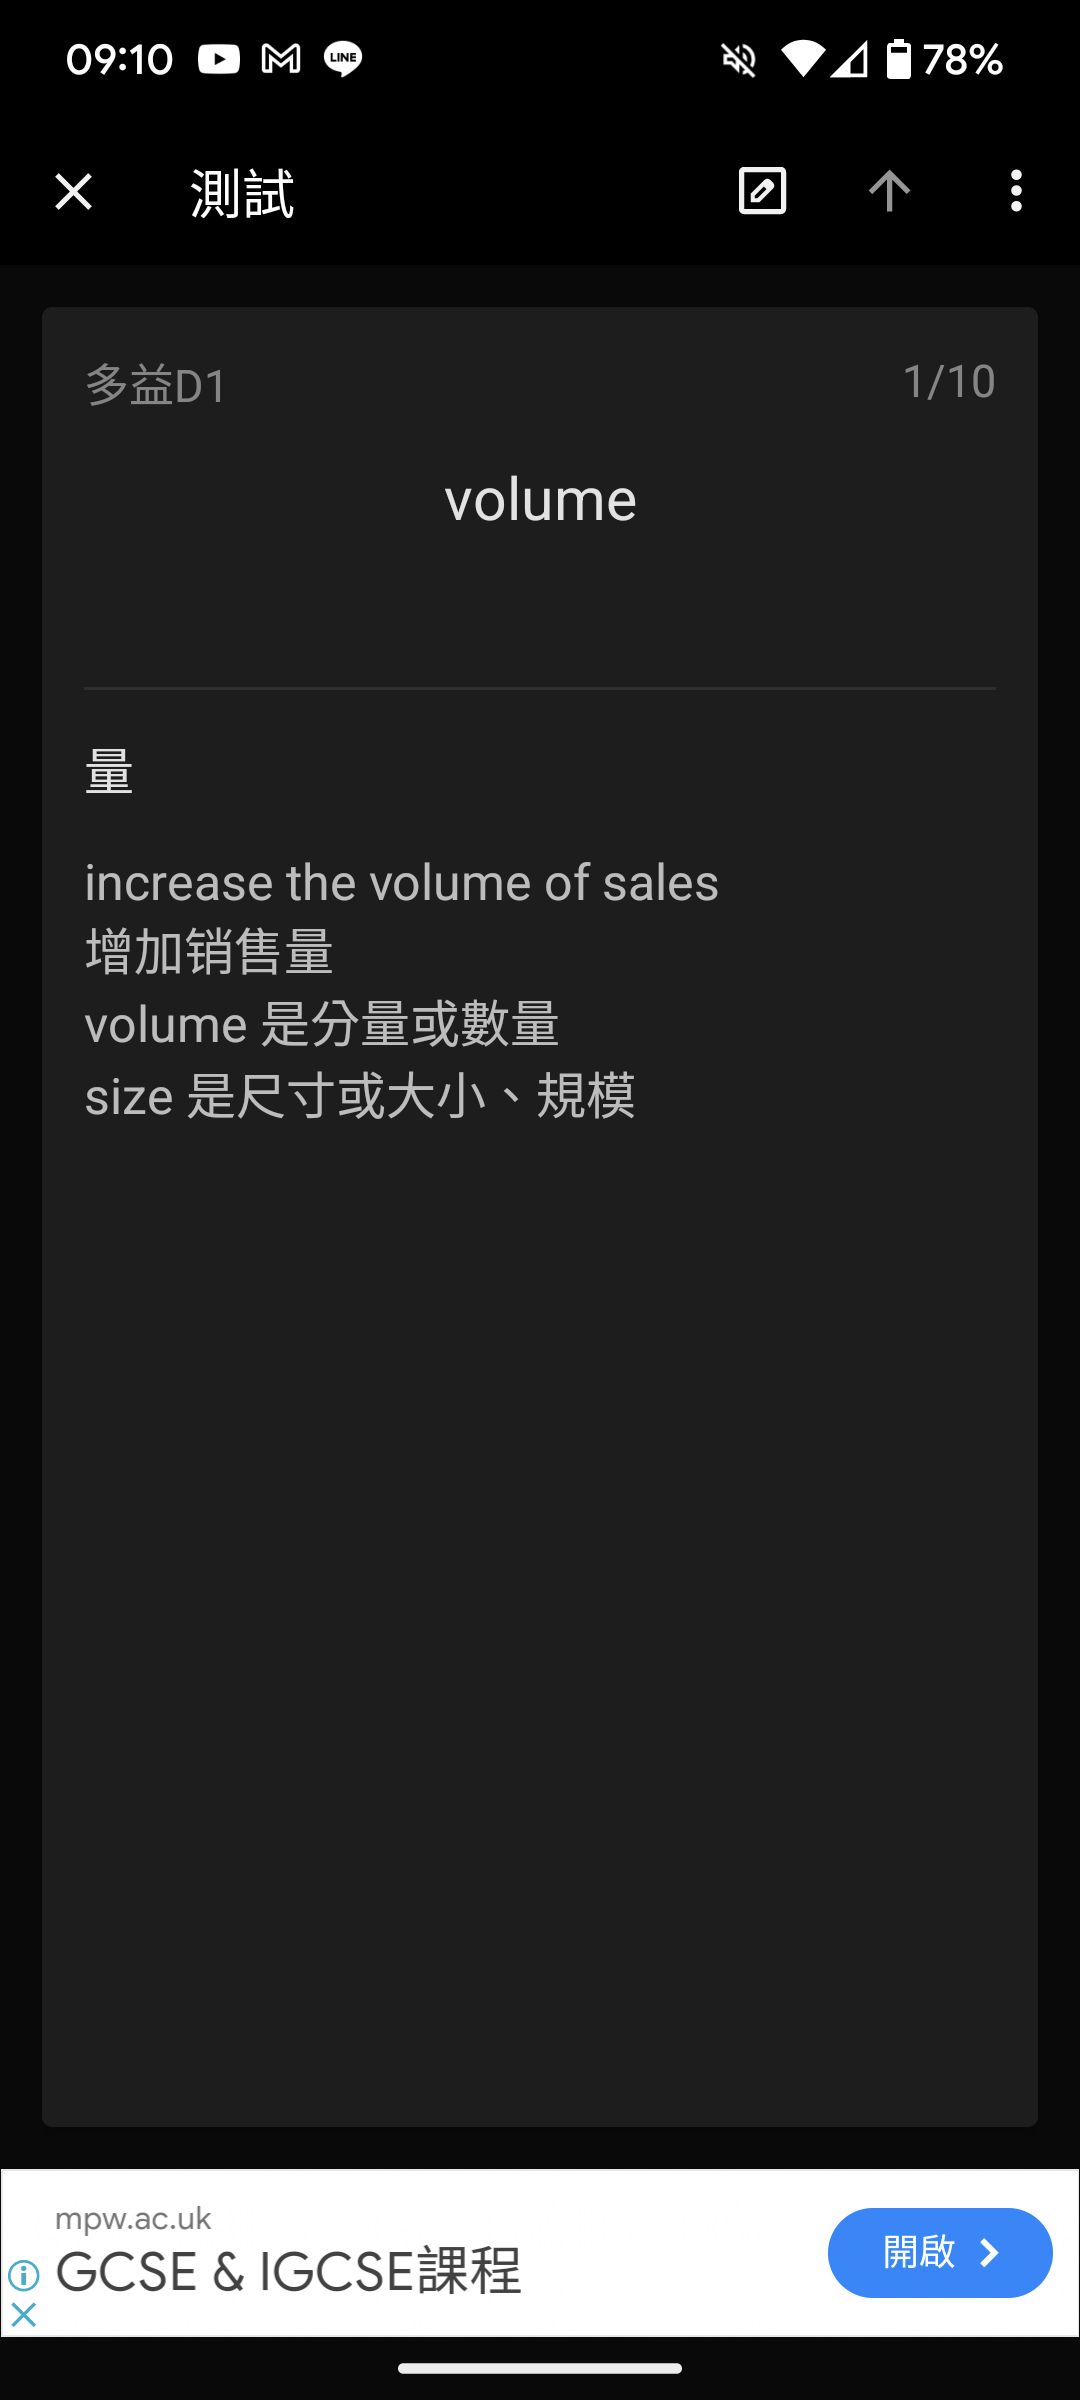 09:10 LINE 78%
測試
多益D1 1/10
volume
量
increase the volume of sales
增加销售量
volume 是分量或數量
size 是尺寸或大小、規模
mpw.ac.uk
GCSE & IGCSE課程
開啟